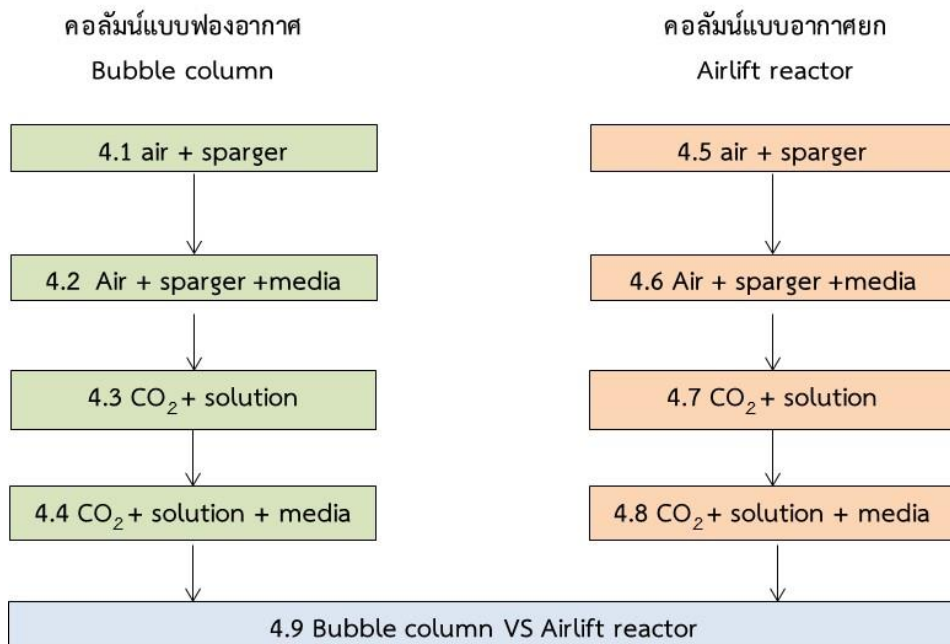 คอลัมน์แบบฟองอากาศ
Bubble column
4.1 air + sparger
4.2 Air + sparger +media
4.3 CO₂ + solution
4.4 CO₂ + solution + media
คอลัมน์แบบอากาศยก
Airlift reactor
4.5 air + sparger
4.6 Air + sparger +media
4.7 CO₂ + solution
4.8 CO₂ + solution + media
4.9 Bubble column VS Airlift reactor